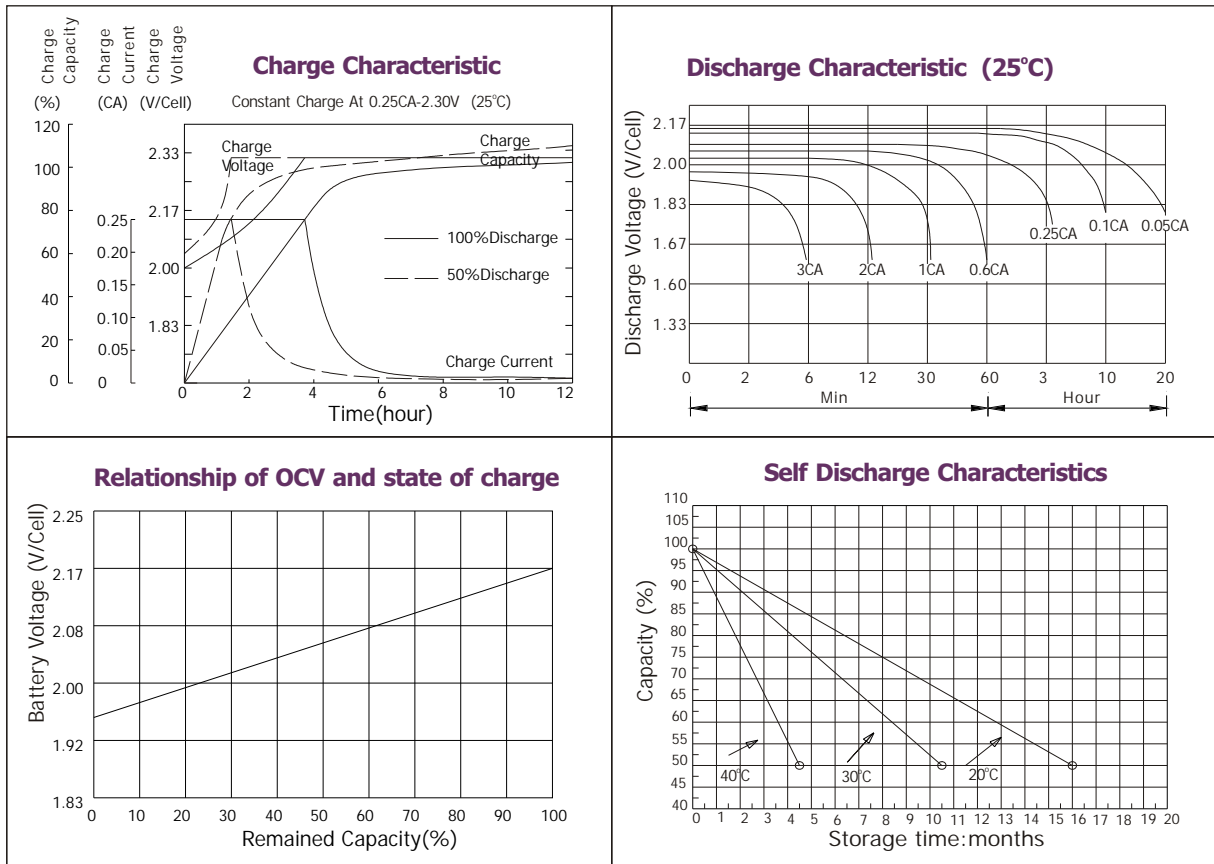 Charge
Capacity
Charge
Current
Charge
Voltage
(%)
(CA)
(V/Cell)
Charge Characteristic
Constant Charge At 0.25CA-2.30V (25°C)
120
100
80
60
40
20
0
0.25
0.20
0.15
0.10
0.05
0
2.33
2.17
2.00
1.83
Charge
Voltage
Charge
Capacity
100%Discharge
50%Discharge
Charge Current
0 2 4 6 8 10 12
Time(hour)
Discharge Characteristic (25°C)
Discharge Voltage (V/Cell)
2.17
2.00
1.83
1.67
1.60
1.33
3CA
2CA
1CA
0.6CA
0.25CA
0.1CA
0.05CA
0 2 6 12 30 60 3 10 20
Min
Hour
Relationship of OCV and state of charge
Battery Voltage (V/Cell)
2.25
2.17
2.08
2.00
1.92
1.83
0 10 20 30 40 50 60 70 80 90 100
Remained Capacity(%)
Self Discharge Characteristics
Capacity (%)
110
105
100
95
90
85
80
75
70
65
60
55
50
45
40
40°C
30°C
20°C
0 1 2 3 4 5 6 7 8 9 10 11 12 13 14 15 16 17 18 19 20
Storage time:months